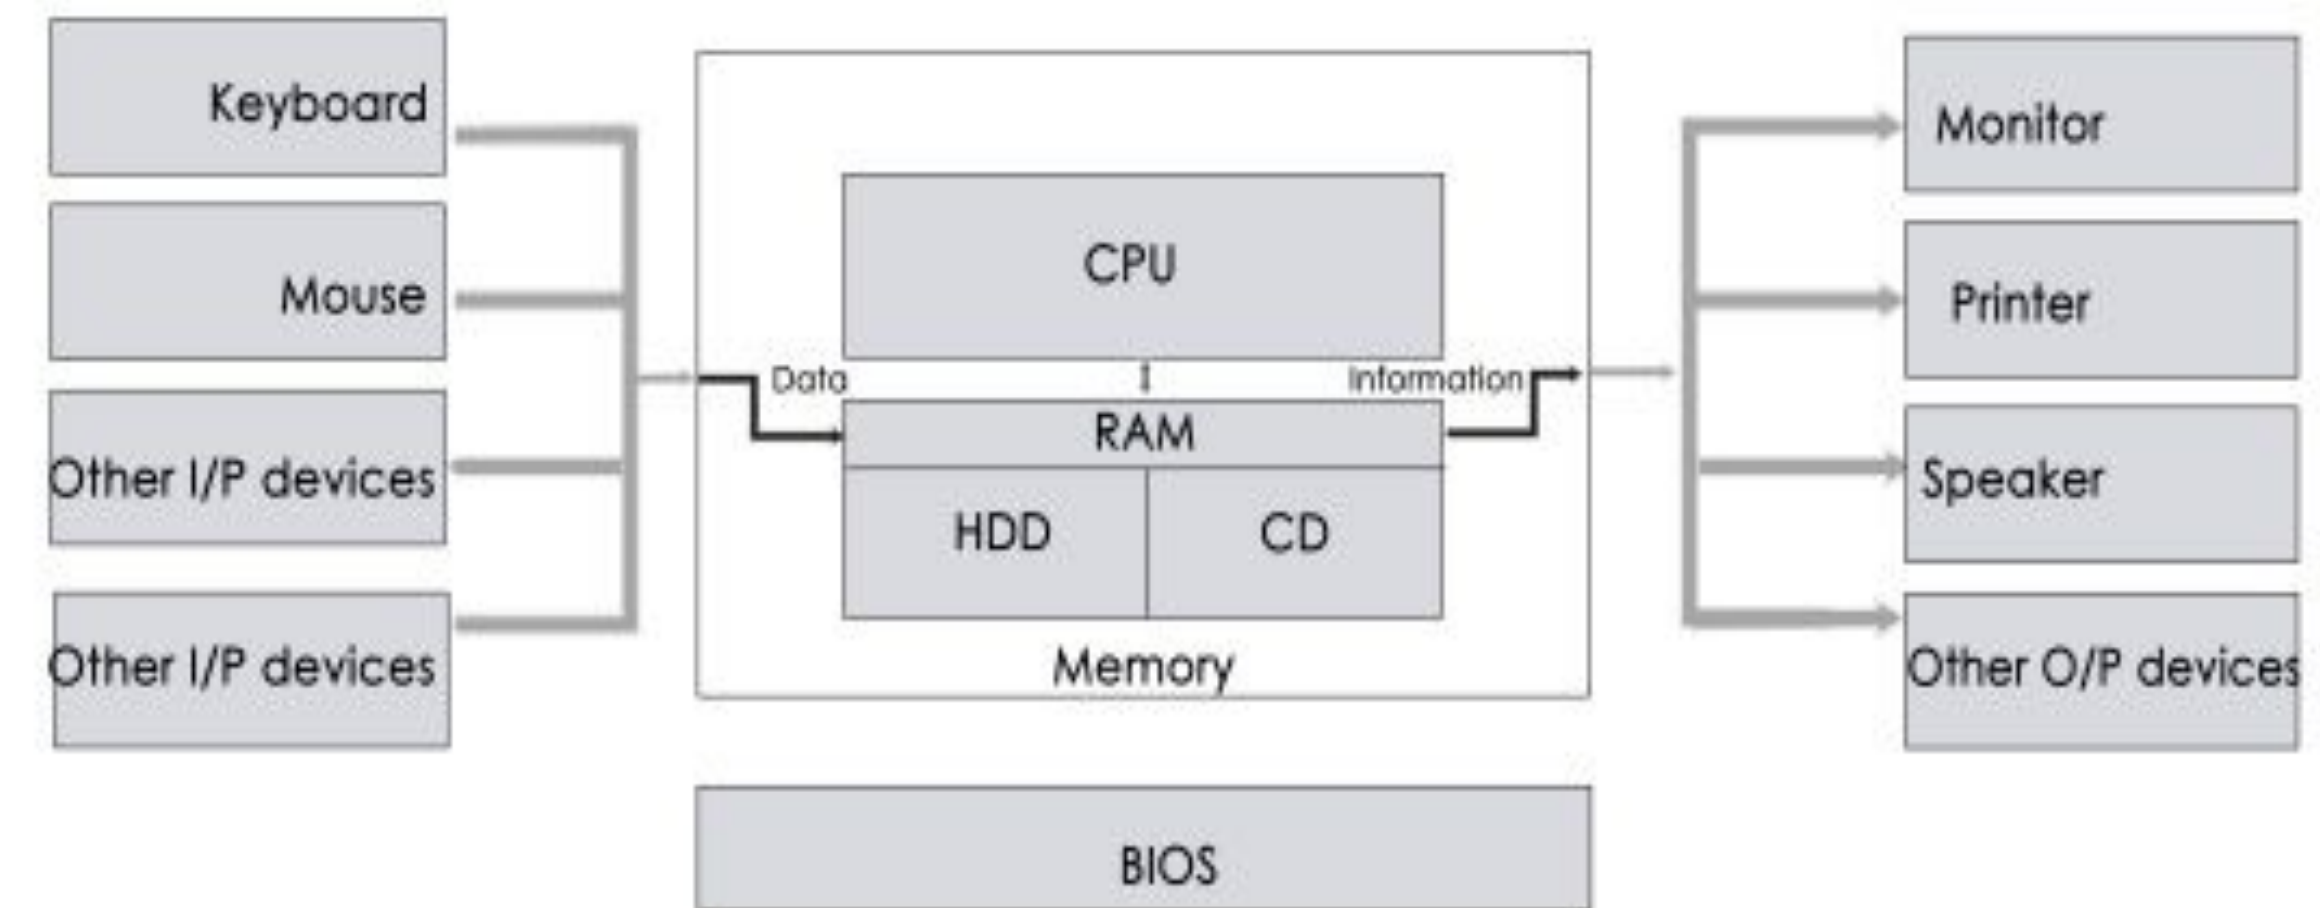 Keyboard
Mouse
Other I/P devices
Other I/P devices
CPU
Data
Information
RAM
HDD
CD
Memory
BIOS
Monitor
Printer
Speaker
Other O/P devices